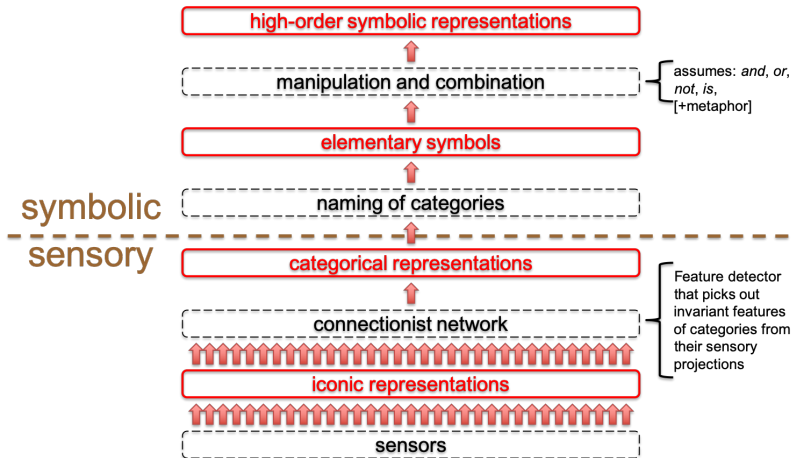 high-order symbolic representations
manipulation and combination
assumes: and, or,
not, is,
[+metaphor]
elementary symbols
naming of categories
symbolic
sensory
categorical representations
connectionist network
Feature detector
that picks out
invariant features
of categories from
their sensory
projections
iconic representations
sensors